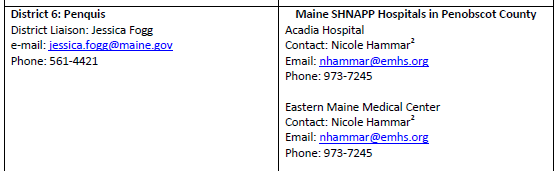 District 6: Penquis
District Liaison: Jessica Fogg
e-mail: jessica.fogg@maine.gov
Phone: 561-4421
Maine SHNAPP Hospitals in Penobscot County
Acadia Hospital
Contact: Nicole Hammar²
Email: nhammar@emhs.org
Phone: 973-7245

Eastern Maine Medical Center
Contact: Nicole Hammar²
Email: nhammar@emhs.org
Phone: 973-7245